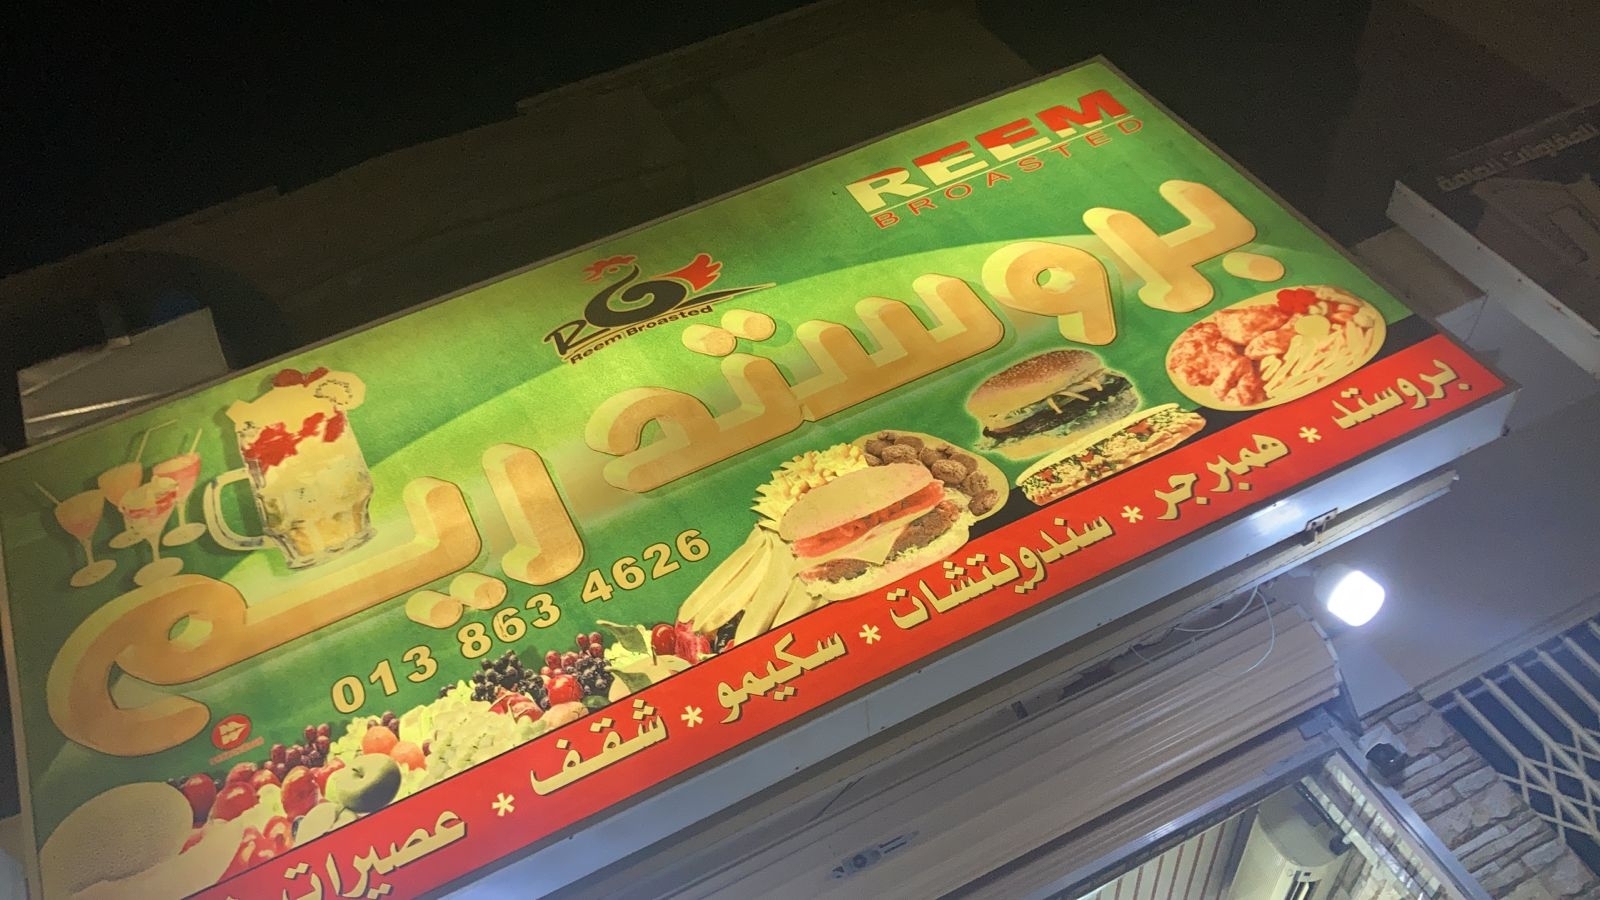 REEM
BROASTED
بروستد ريم
Reem Broasted
013 863 4626
بروستد * همبرجر * سندويتشات * سكيمو * شقف * عصيرات